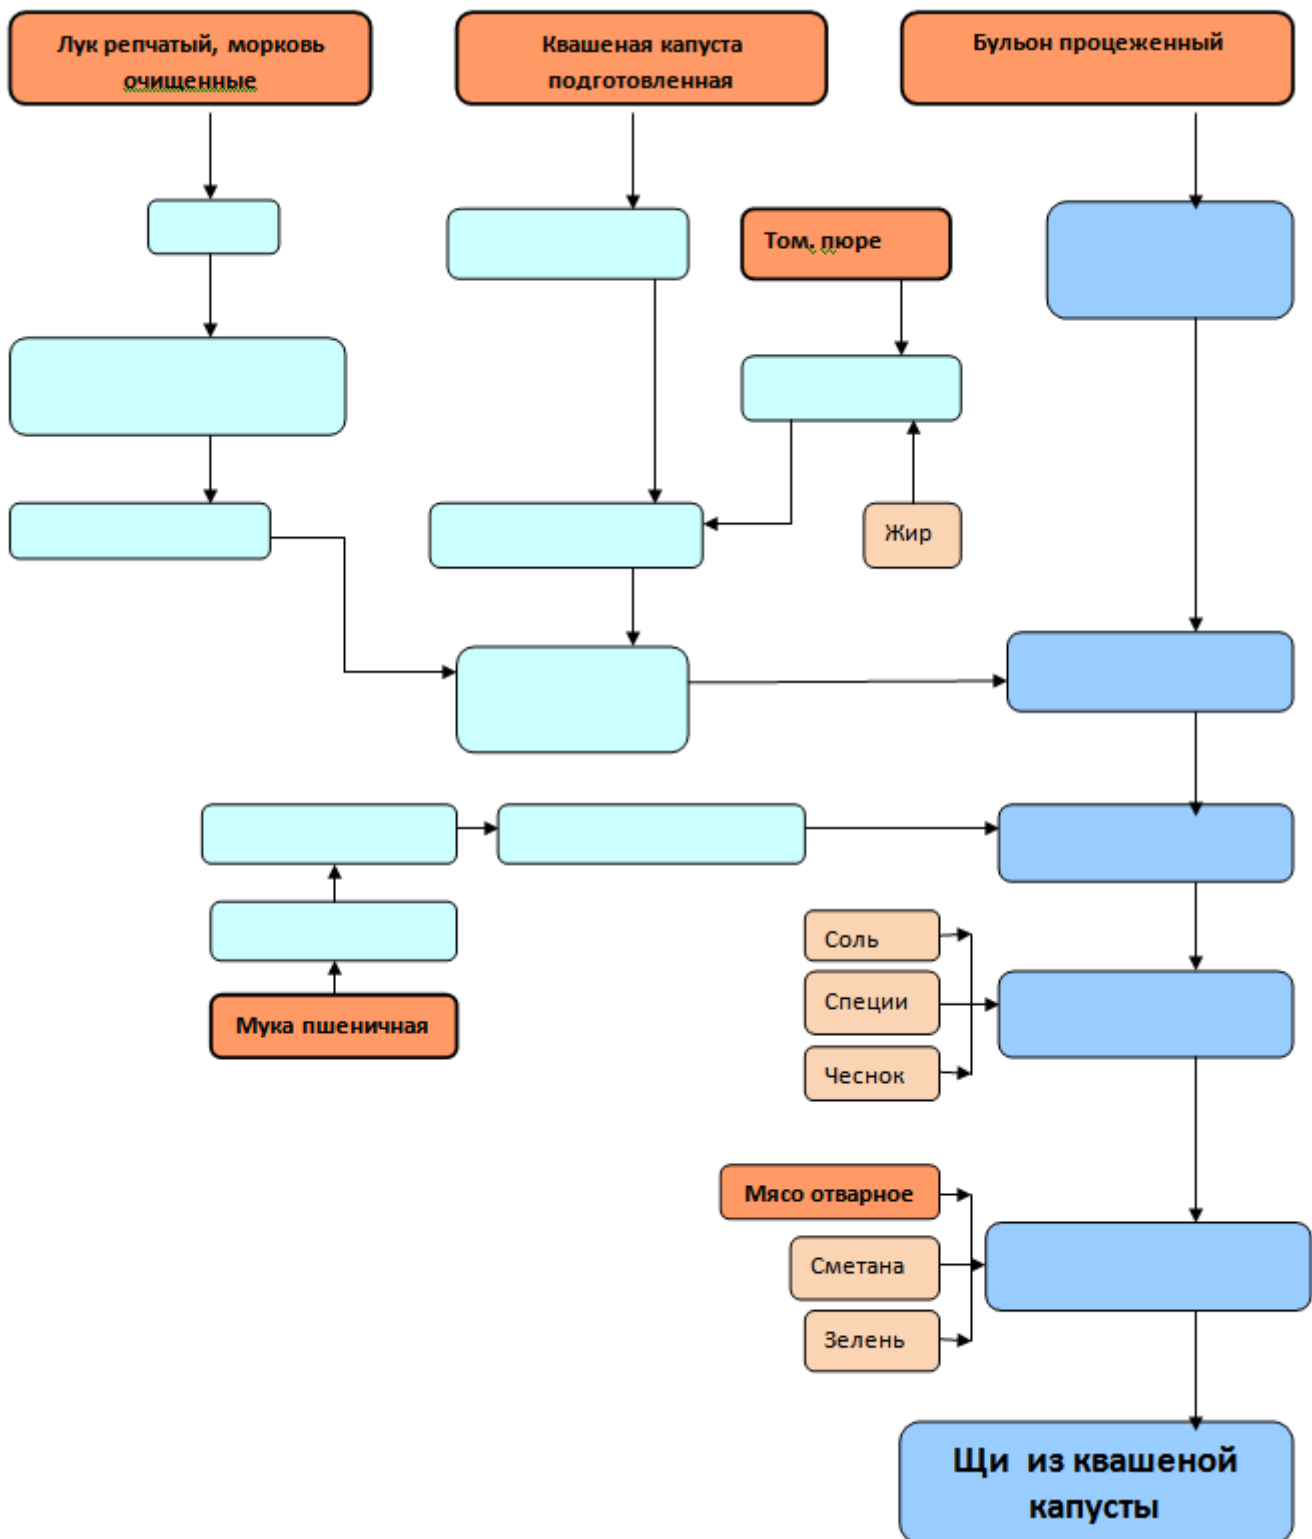 Лук репчатый, морковь
очищенные
Квашеная капуста
подготовленная
Бульон процеженный
Том. пюре
Жир
Мука пшеничная
Соль
Специи
Чеснок
Мясо отварное
Сметана
Зелень
Щи из квашеной
капусты